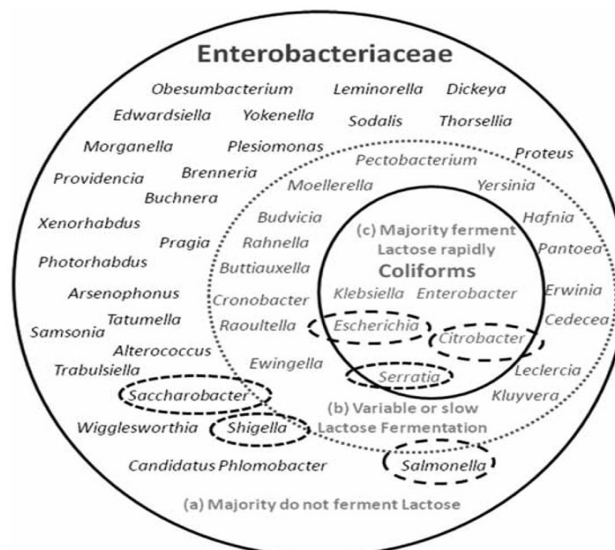 Enterobacteriaceae
Obesumbacterium Leminorella Dickeya
Edwardsiella Yokenella Sodalis Thorsellia
Morganella Plesiomonas Pectobacterium Proteus
Providencia Brenneria Moellerella Yersinia
Buchnera
Xenorhabdus Budvicia (c) Majority ferment Hafnia
Pragia Rahnella Lactose rapidly Pantoea
Photorhabdus Buttiauxella Coliforms
Arsenophonus Cronobacter Klebsiella Enterobacter Erwinia
Samsonia Tatumella Raoultella Escherichia Citrobacter Cedecea
Alterococcus
Trabulsiella Ewingella Serratia Leclercia
Saccharobacter Kluyvera
(b) Variable or slow
Wigglesworthia Shigella Lactose Fermentation
Candidatus Phlomobacter Salmonella
(a) Majority do not ferment Lactose